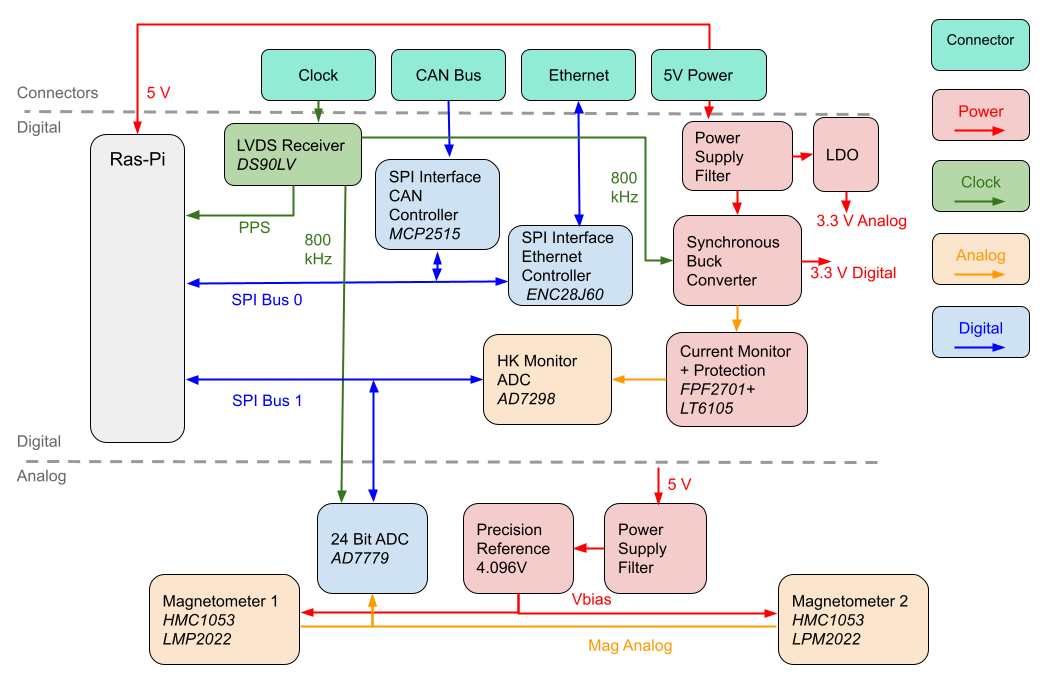 Connector
Clock
CAN Bus
Ethernet
5V Power
Connectors
5 V
Power
Digital
Ras-Pi
LVDS Receiver
DS90LV
Power
Supply
Filter
LDO
SPI Interface
CAN
Controller
MCP2515
800
kHz
Clock
PPS
3.3 V Analog
800
kHz
SPI Interface
Ethernet
Controller
ENC28J60
Synchronous
Buck
Converter
3.3 V Digital
Analog
SPI Bus 0
Digital
HK Monitor
ADC
AD7298
Current Monitor
+ Protection
FPF2701+
LT6105
SPI Bus 1
Digital
Analog
5 V
24 Bit ADC
AD7779
Precision
Reference
4.096V
Power
Supply
Filter
Vbias
Magnetometer 1
HMC1053
LMP2022
Magnetometer 2
HMC1053
LPM2022
Mag Analog